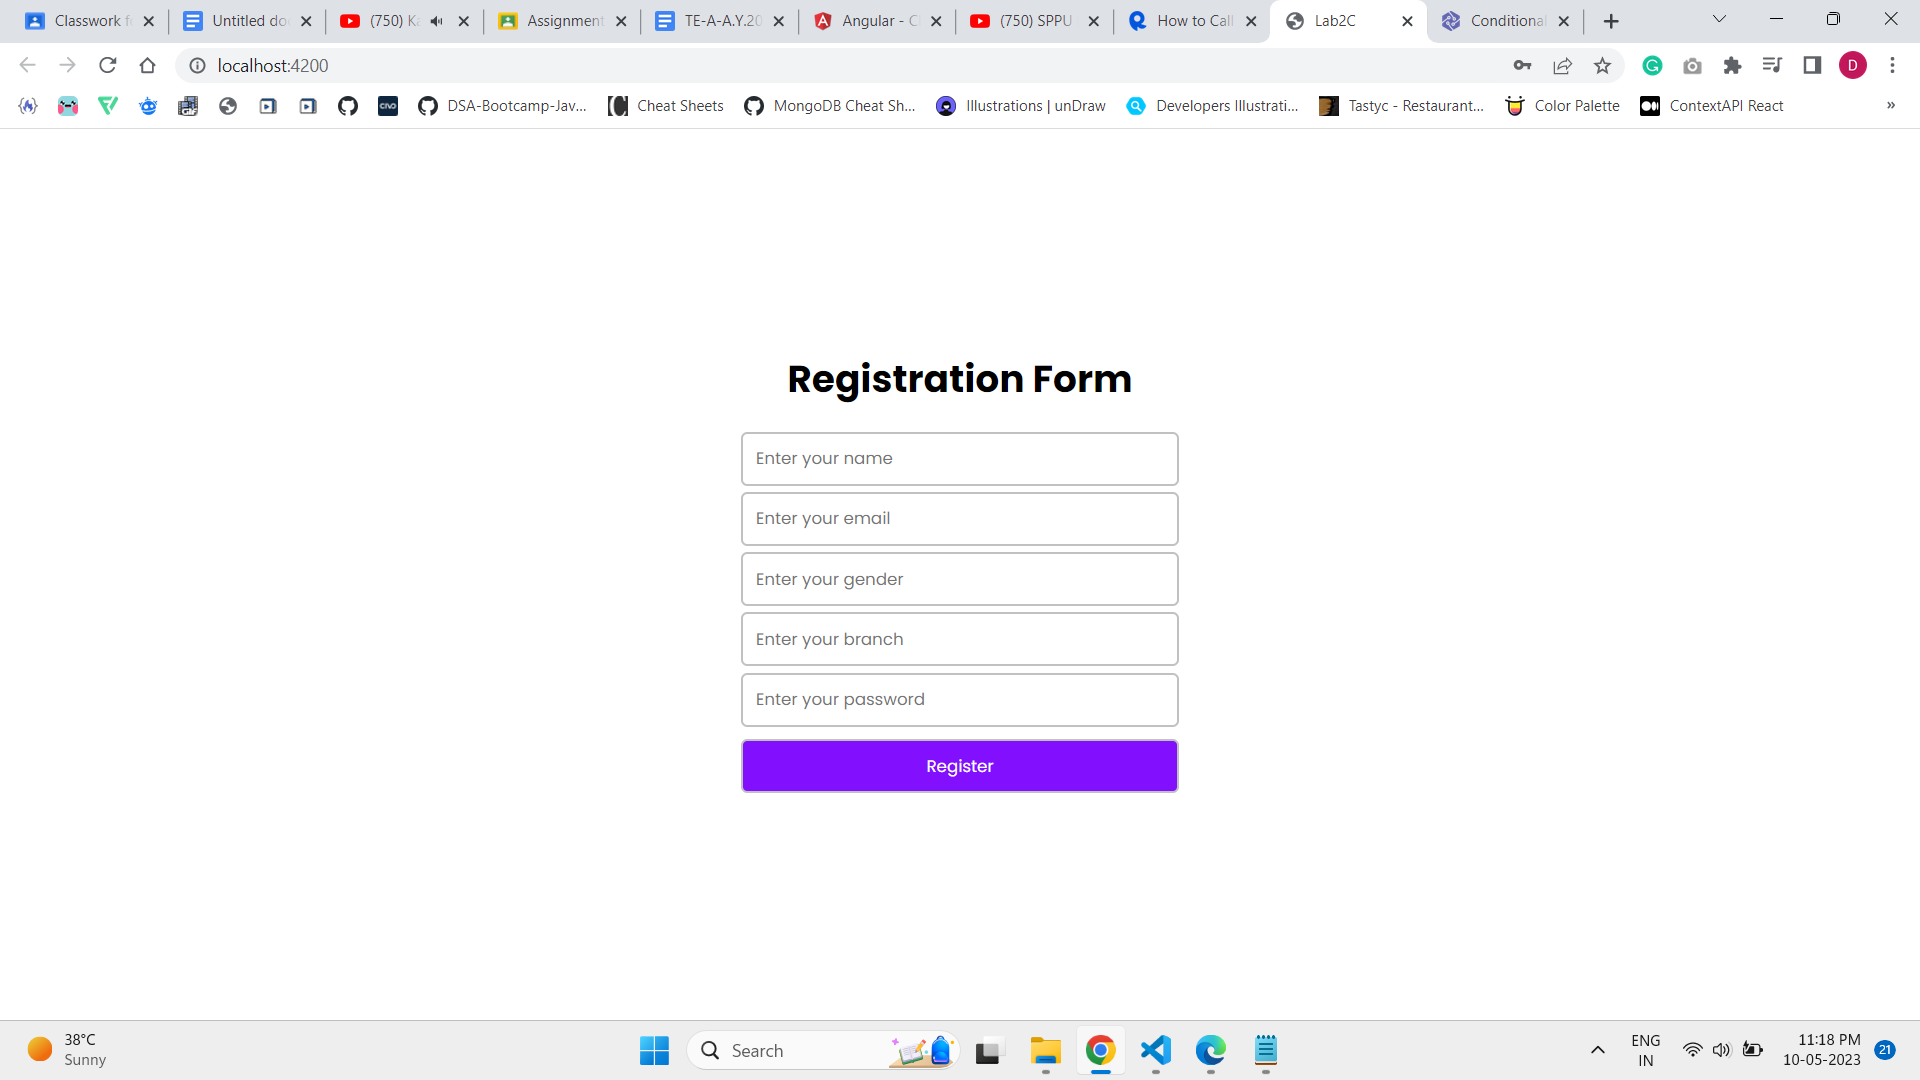 Classwork f
Untitled do
(750) Ka
Assignment
TE-A-A.Y.20
Angular - C
(750) SPPU
How to Call
Lab2C
Conditional
localhost:4200
D
CIVO
DSA-Bootcamp-Jav...
Cheat Sheets
MongoDB Cheat Sh...
Illustrations | unDraw
Developers Illustrati...
Tastyc - Restaurant...
Color Palette
ContextAPI React
»
Registration Form
Enter your name
Enter your email
Enter your gender
Enter your branch
Enter your password
Register
38°C
Sunny
Search
ENG
IN
11:18 PM
10-05-2023
21